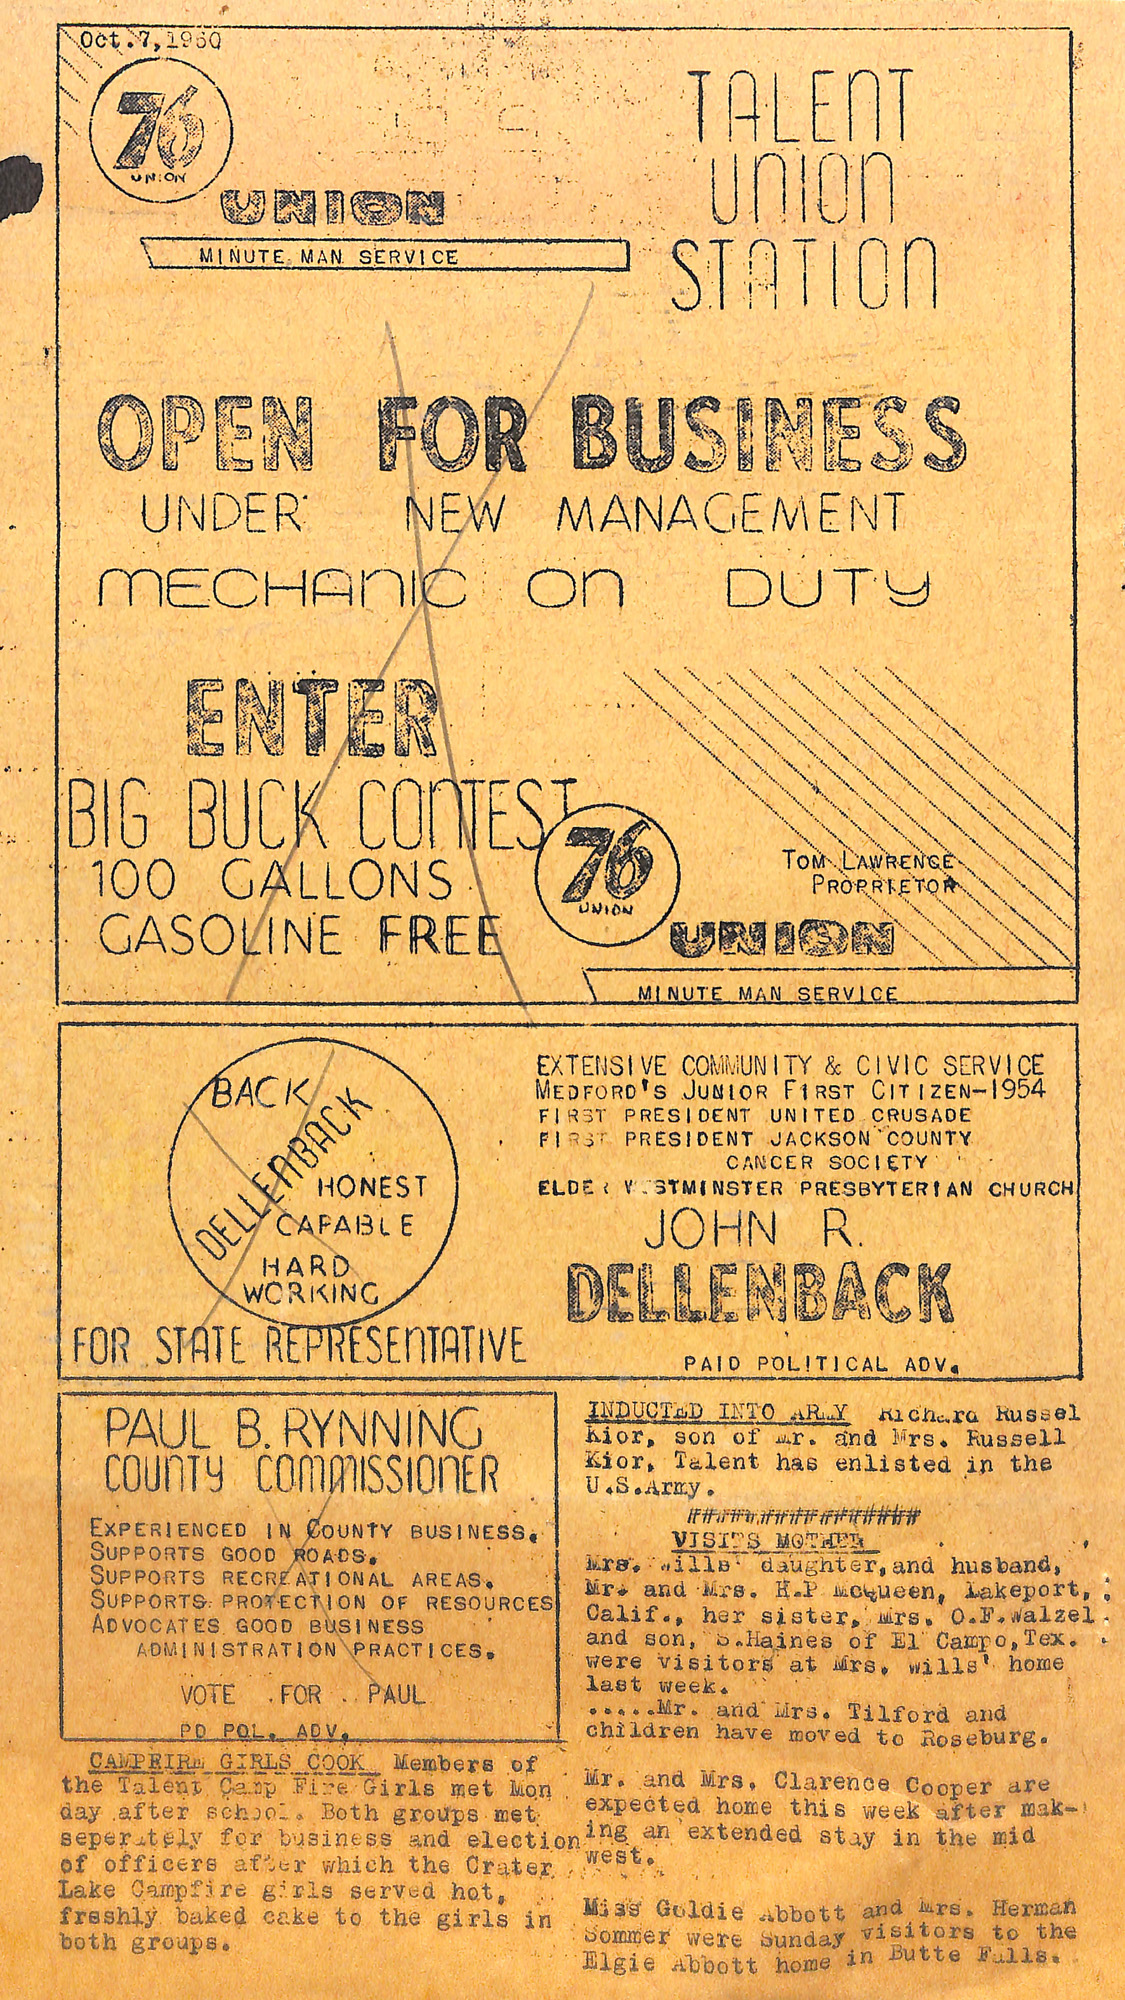 Oct.7,1960
76
UNION
UNION
MINUTE MAN SERVICE
TALENT
UNION
STATION
OPEN FOR BUSINESS
UNDER NEW MANAGEMENT
MECHANIC ON DUTY
ENTER
BIG BUCK CONTEST
100 GALLONS
GASOLINE FREE
76
UNION
TOM LAWRENCE
PROPRIETOR
UNION
MINUTE MAN SERVICE
BACK
DELLENBACK
HONEST
CAPABLE
HARD
WORKING
FOR STATE REPRESENTATIVE
EXTENSIVE COMMUNITY & CIVIC SERVICE
MEDFORD'S JUNIOR FIRST CITIZEN-1954
FIRST PRESIDENT UNITED CRUSADE
FIRST PRESIDENT JACKSON COUNTY
CANCER SOCIETY
ELDER WESTMINSTER PRESBYTERIAN CHURCH
JOHN R.
DELLENBACK
PAID POLITICAL ADV.
PAUL B. RYNNING
COUNTY COMMISSIONER
EXPERIENCED IN COUNTY BUSINESS.
SUPPORTS GOOD ROADS.
SUPPORTS RECREATIONAL AREAS.
SUPPORTS PROTECTION OF RESOURCES
ADVOCATES GOOD BUSINESS
ADMINISTRATION PRACTICES.
VOTE FOR PAUL
PD POL. ADV.
CAMPFIRE GIRLS COOK Members of
the Talent Camp Fire Girls met Mon
day after school. Both groups met
seperately for business and election
of officers after which the Crater
Lake Campfire girls served hot,
freshly baked cake to the girls in
both groups.
INDUCTED INTO ARMY Richard Russel
Kior, son of Mr. and Mrs. Russell
Kior, Talent has enlisted in the
U.S.Army.
##################
VISITS MOTHER
Mrs. Wills' daughter,and husband,
Mr. and Mrs. H.P McQueen, Lakeport,
Calif., her sister, Mrs. O.F.Walzel
and son, S.Haines of El Campo,Tex.
were visitors at Mrs. Wills' home
last week.
.....Mr. and Mrs. Tilford and
children have moved to Roseburg.
Mr. and Mrs. Clarence Cooper are
expected home this week after mak-
ing an extended stay in the mid
west.
Miss Goldie Abbott and Mrs. Herman
Sommer were Sunday visitors to the
Elgie Abbott home in Butte Falls.